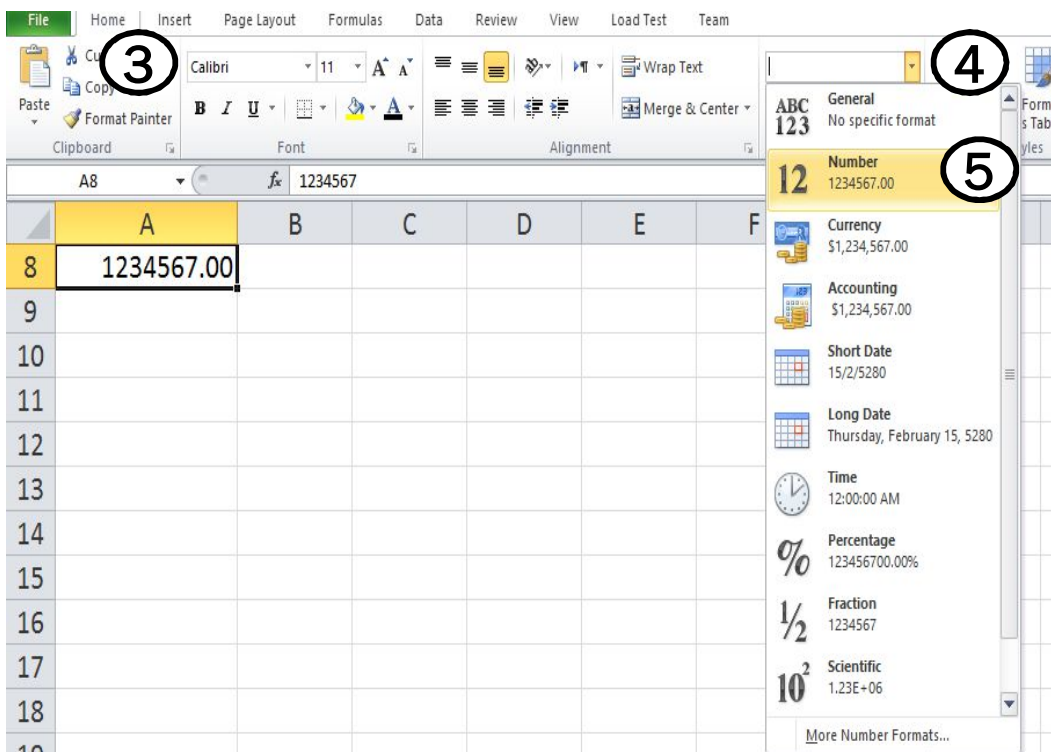 File Home Insert Page Layout Formulas Data Review View Load Test Team
③ ④
Calibri 11 A A Wrap Text
Paste Copy Format Painter B I U A Merge & Center
Clipboard Font Alignment
A8 fx 1234567
A B C D E F
8 1234567.00
9
10
11
12
13
14
15
16
17
18
ABC 123 General
No specific format
12 Number ⑤
1234567.00
Currency
$1,234,567.00
Accounting
$1,234,567.00
Short Date
15/2/5280
Long Date
Thursday, February 15, 5280
Time
12:00:00 AM
% Percentage
123456700.00%
1/2 Fraction
1234567
10² Scientific
1.23E+06
More Number Formats...